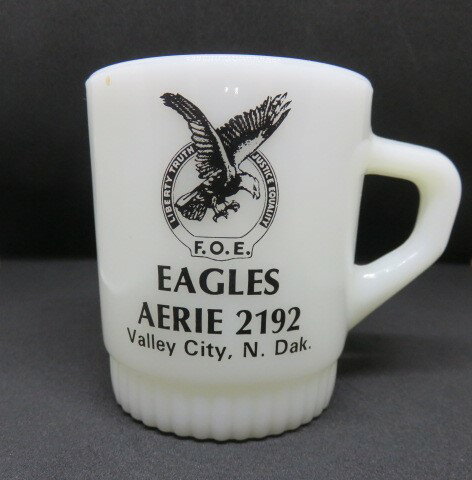 LIBERTY TRUTH JUSTICE EQUALITY
F.O.E.
EAGLES
AERIE 2192
Valley City, N. Dak.